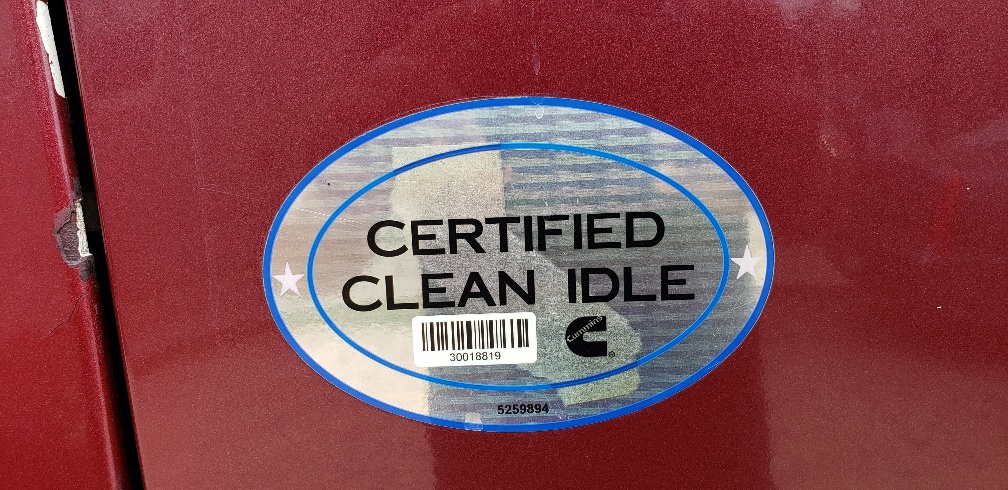 CERTIFIED
CLEAN IDLE
30018819
Cummins
®
5259894